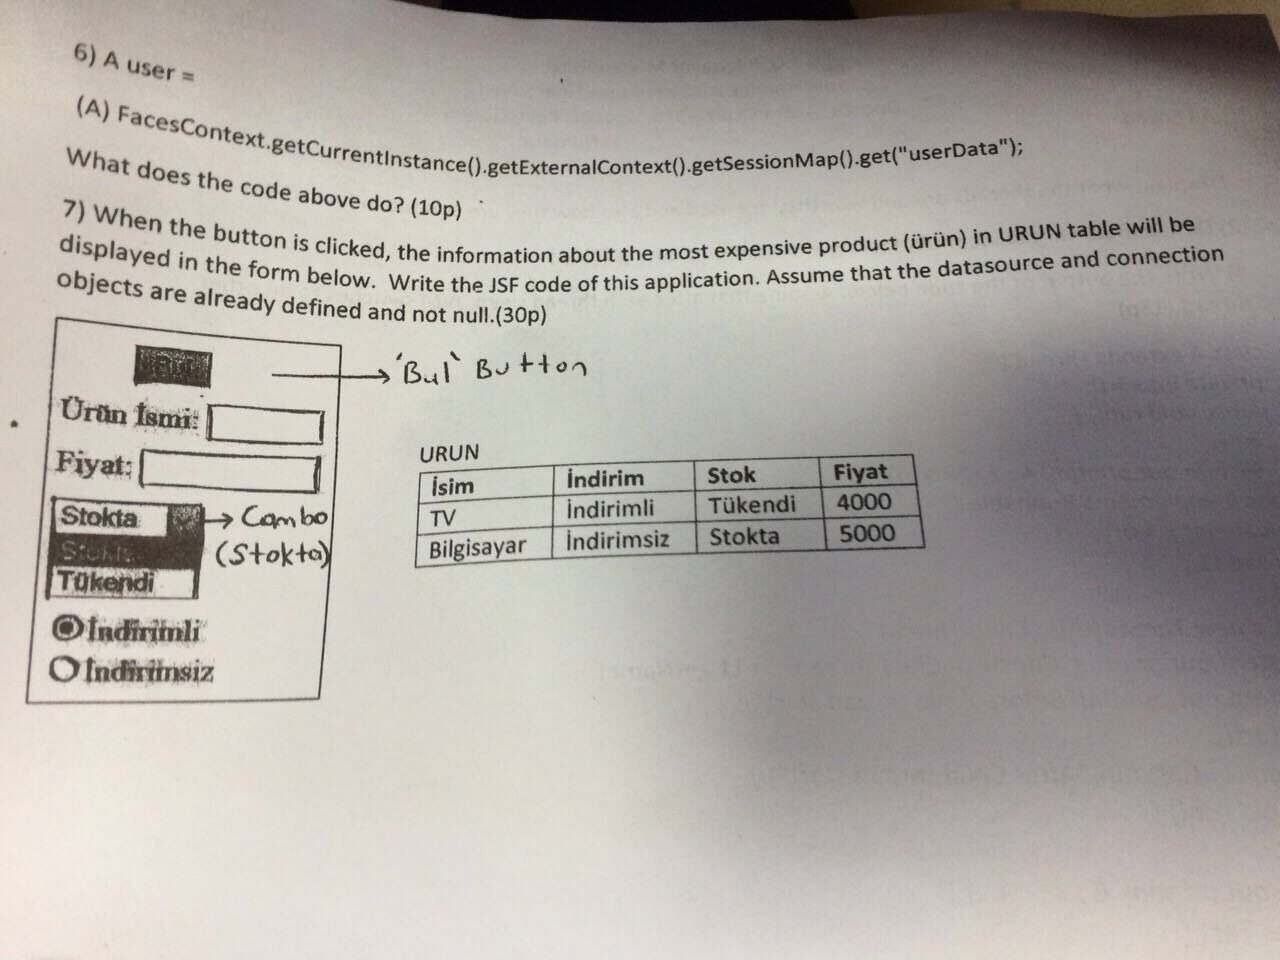 6) A user =
(A) FacesContext.getCurrentInstance().getExternalContext().getSessionMap().get("userData");
What does the code above do? (10p)
7) When the button is clicked, the information about the most expensive product (ürün) in URUN table will be
displayed in the form below. Write the JSF code of this application. Assume that the datasource and connection
objects are already defined and not null.(30p)
'Bul' Button
Ürün İsmi:
Fiyat:
Stokta
Combo
(Stokta)
Tükendi
İndirimli
İndirimsiz
URUN
İsim İndirim Stok Fiyat
TV İndirimli Tükendi 4000
Bilgisayar İndirimsiz Stokta 5000